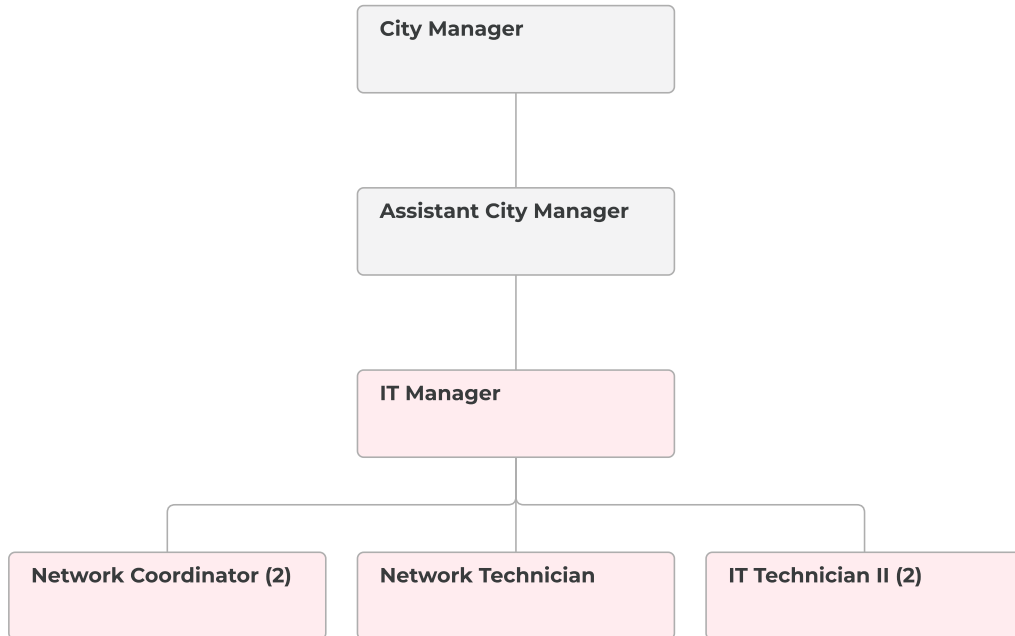 City Manager
Assistant City Manager
IT Manager
Network Coordinator (2)
Network Technician
IT Technician II (2)